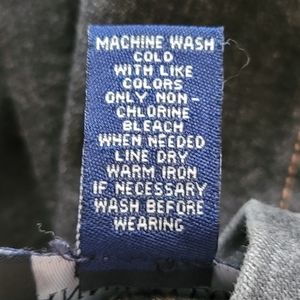 MACHINE WASH
COLD
WITH LIKE
COLORS
ONLY NON-
CHLORINE
BLEACH
WHEN NEEDED
LINE DRY
WARM IRON
IF NECESSARY
WASH BEFORE
WEARING